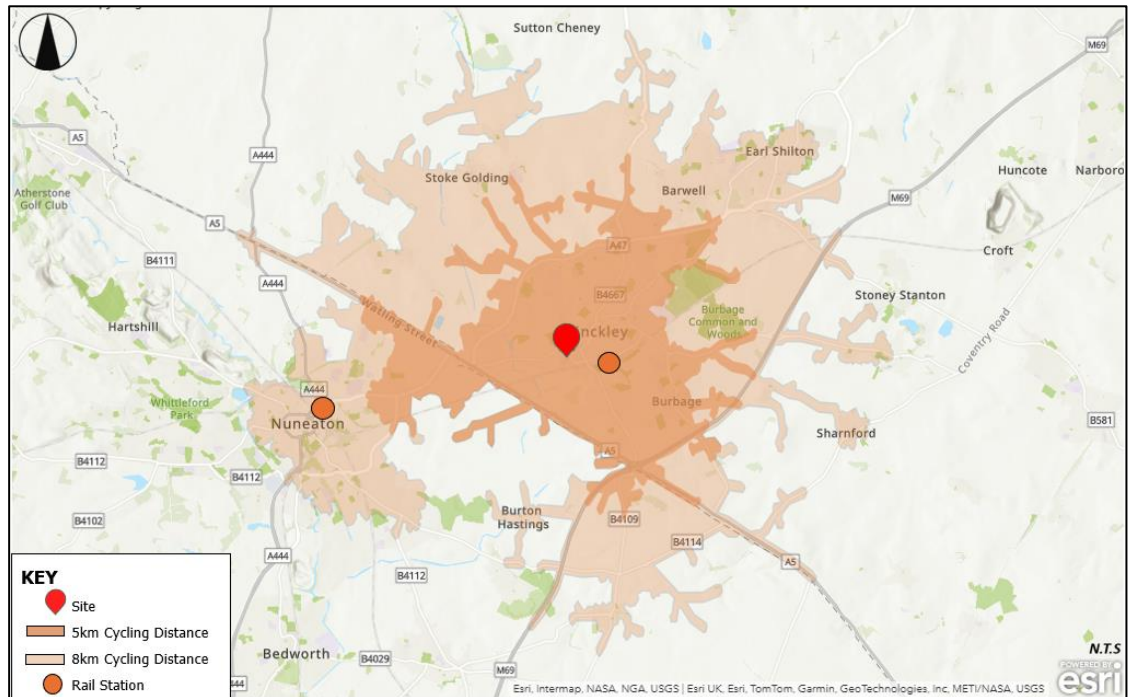 Sutton Cheney
M69
A5
A444
Earl Shilton
Stoke Golding
Barwell
Huncote
Narboro
Atherstone
Golf Club
A5
M69
A47
Croft
B4111
A444
B4667
Stoney Stanton
Burbage
Common and
Woods
Watling Street
Hartshill
inckley
Coventry Road
A444
Whittleford
Park
Burbage
Nuneaton
Sharnford
B581
A5
B4112
B4112
Burton
Hastings
B4102
B4109
B4114
A444
A5
B4112
KEY
Site
5km Cycling Distance
8km Cycling Distance
Rail Station
Bedworth
B4029
M69
N.T.S
POWERED BY
esri
Esri, Intermap, NASA, NGA, USGS | Esri UK, Esri, TomTom, Garmin, GeoTechnologies, Inc, METI/NASA, USGS